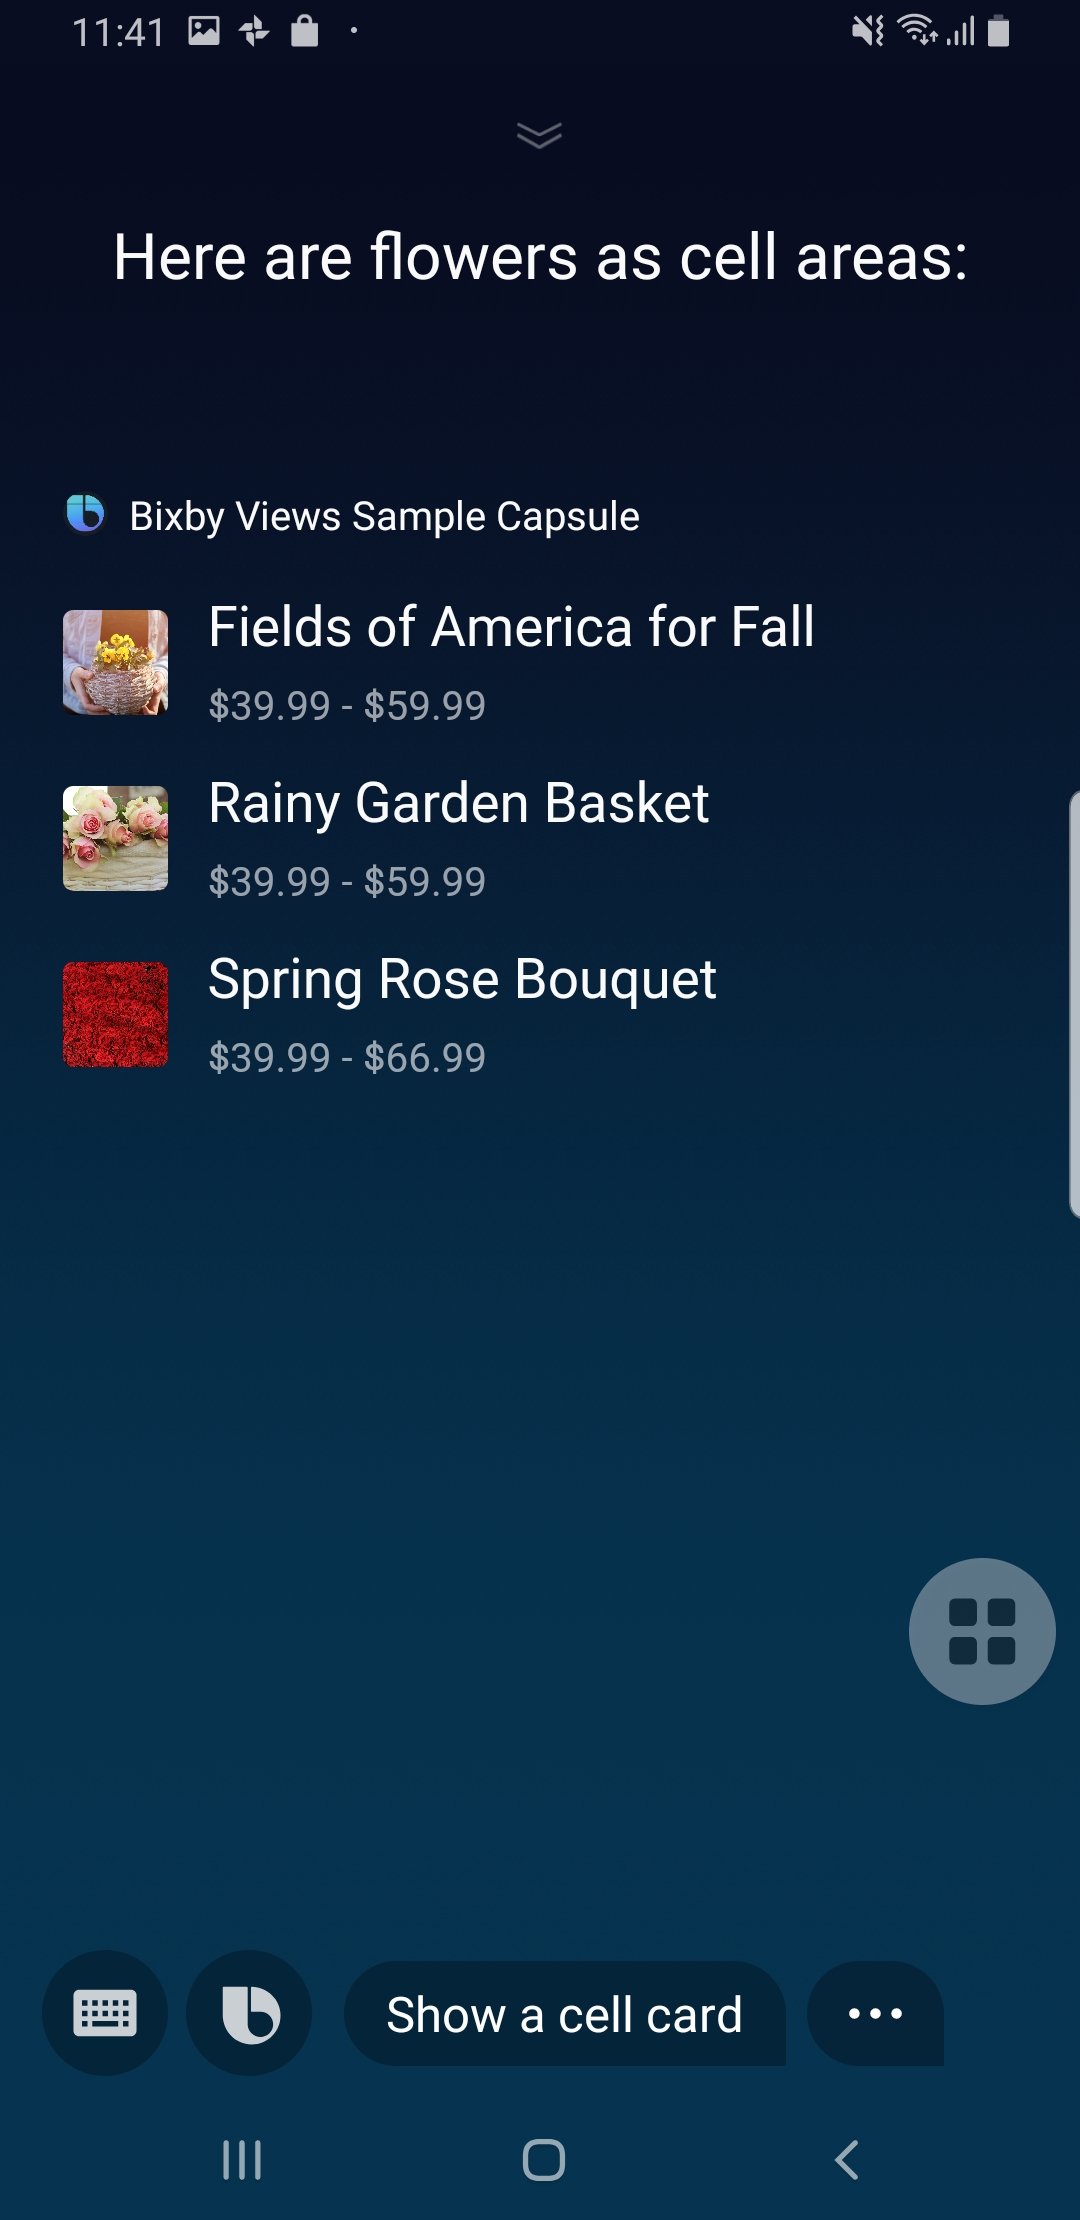 11:41
Here are flowers as cell areas:
Bixby Views Sample Capsule
Fields of America for Fall
$39.99 - $59.99
Rainy Garden Basket
$39.99 - $59.99
Spring Rose Bouquet
$39.99 - $66.99
Show a cell card